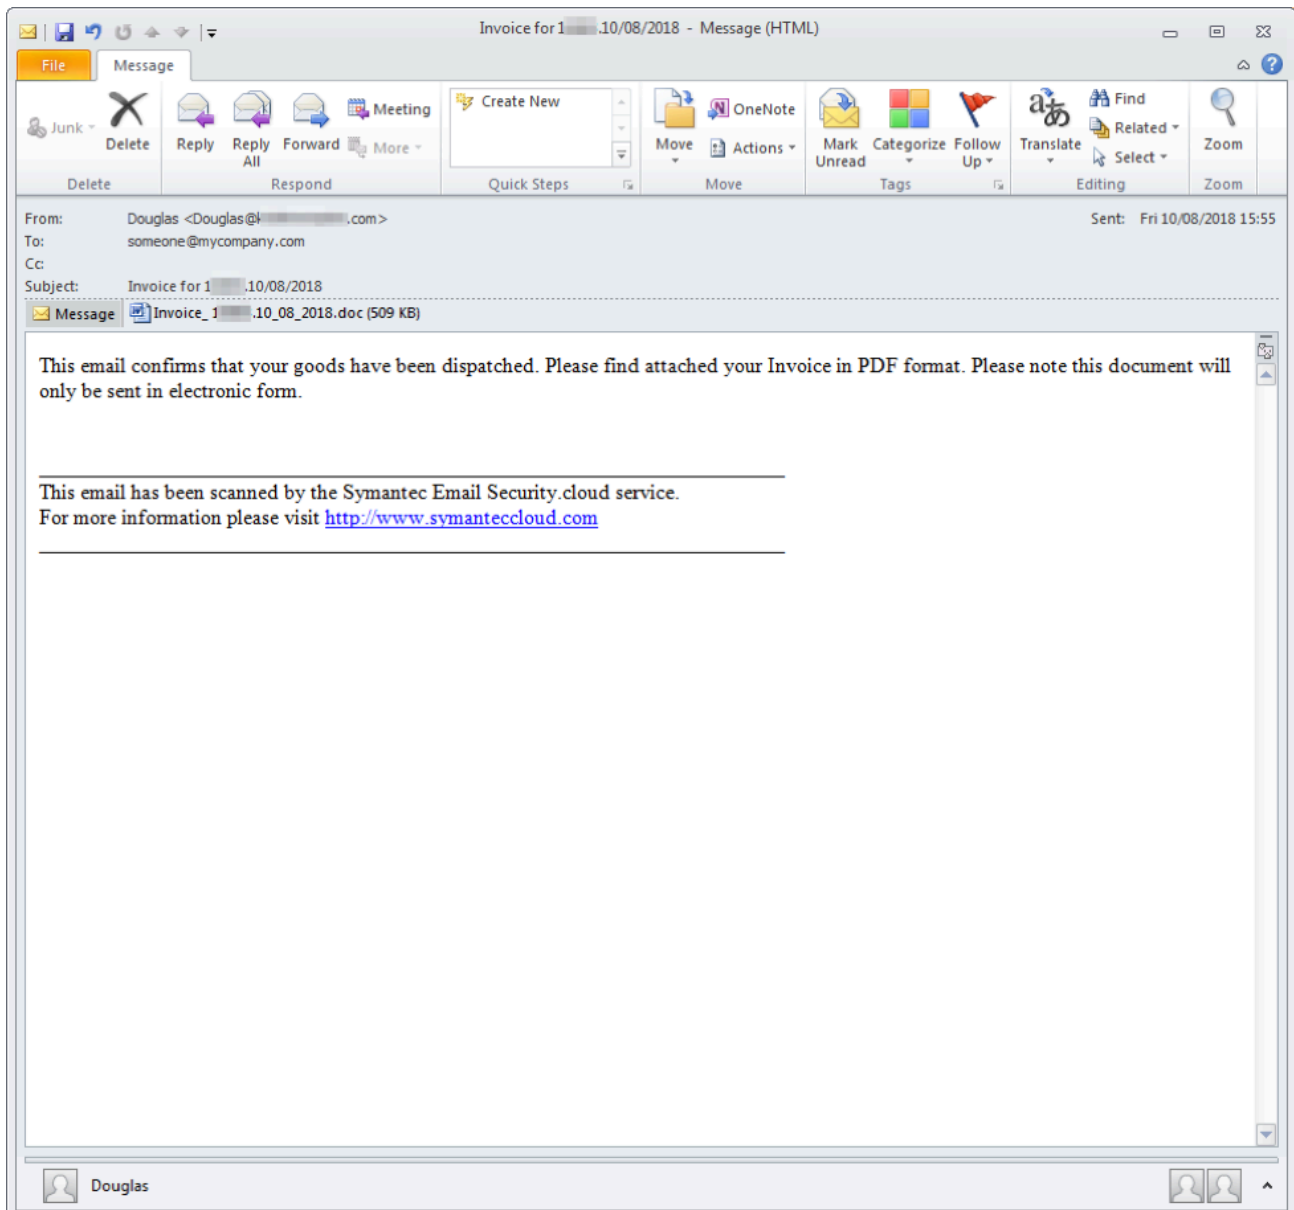 Invoice for 1 .10/08/2018 - Message (HTML)
File Message
Junk
Delete
Reply
Reply All
Forward
Meeting
More
Create New
Move
OneNote
Actions
Mark Unread
Categorize
Follow Up
Translate
Find
Related
Select
Zoom
Delete Respond Quick Steps Move Tags Editing Zoom
From: Douglas <Douglas@k .com> Sent: Fri 10/08/2018 15:55
To: someone@mycompany.com
Cc:
Subject: Invoice for 1 .10/08/2018
Message Invoice_ 1 .10_08_2018.doc (509 KB)
This email confirms that your goods have been dispatched. Please find attached your Invoice in PDF format. Please note this document will
only be sent in electronic form.
This email has been scanned by the Symantec Email Security.cloud service.
For more information please visit http://www.symanteccloud.com
Douglas